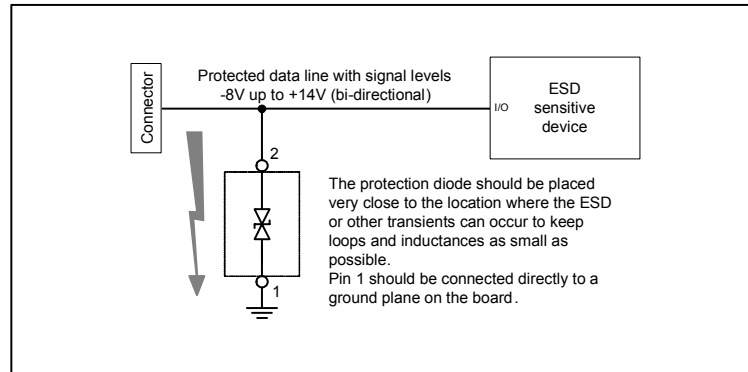 Connector
Protected data line with signal levels
-8V up to +14V (bi-directional)
I/O
ESD
sensitive
device
2
The protection diode should be placed
very close to the location where the ESD
or other transients can occur to keep
loops and inductances as small as
possible.
Pin 1 should be connected directly to a
ground plane on the board.
1